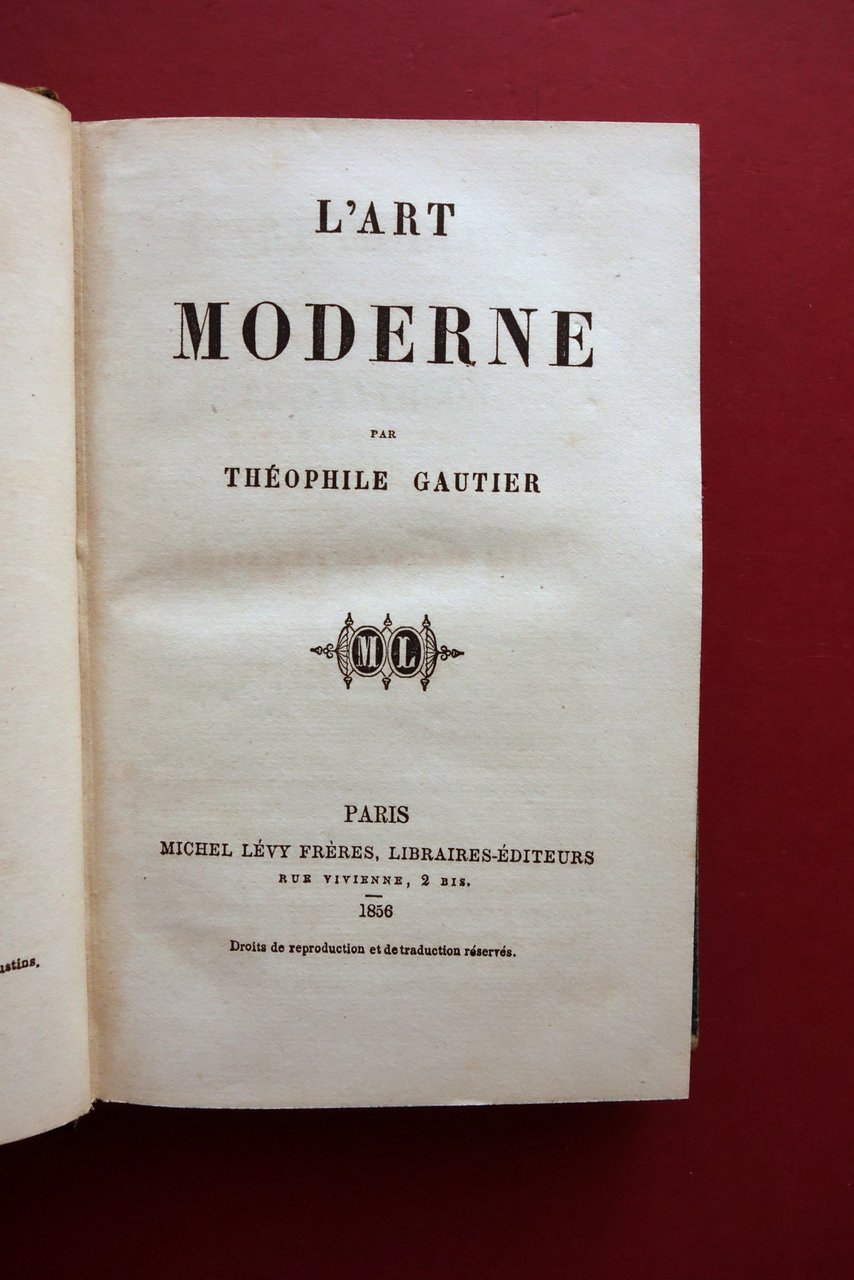 L'ART
MODERNE
PAR
THÉOPHILE GAUTIER
ML
PARIS
MICHEL LÉVY FRÈRES, LIBRAIRES-ÉDITEURS
RUE VIVIENNE, 2 BIS.
1856
Droits de reproduction et de traduction réservés.